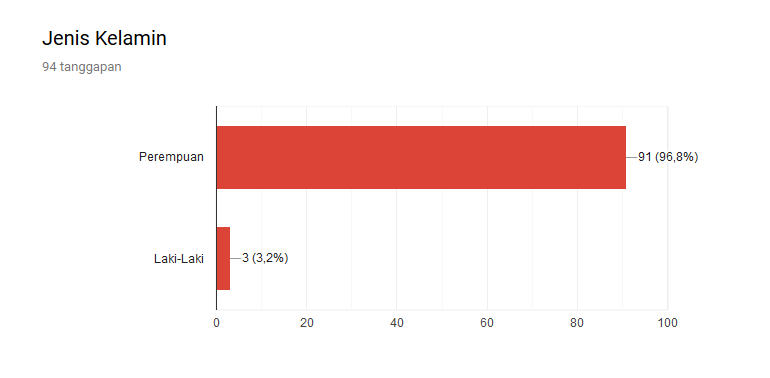 Jenis Kelamin
94 tanggapan
Perempuan
91 (96,8%)
Laki-Laki
3 (3,2%)
0 20 40 60 80 100